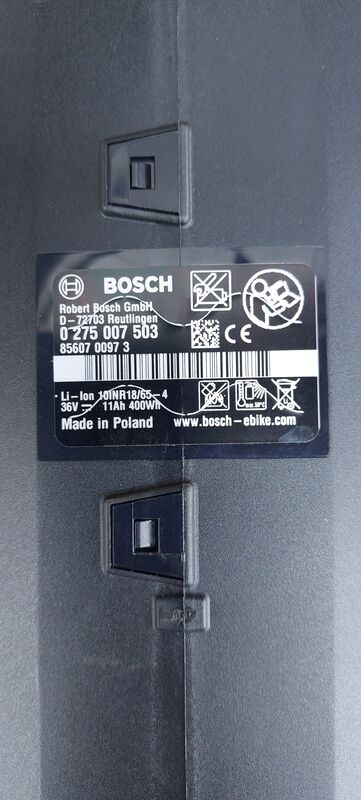 BOSCH
Robert Bosch GmbH
D-72703 Reutlingen
0 275 007 503
85607 0097 3
CE
Li-Ion 10INR18/65-4
36V⎓ 11Ah 400Wh
Made in Poland www.bosch-ebike.com